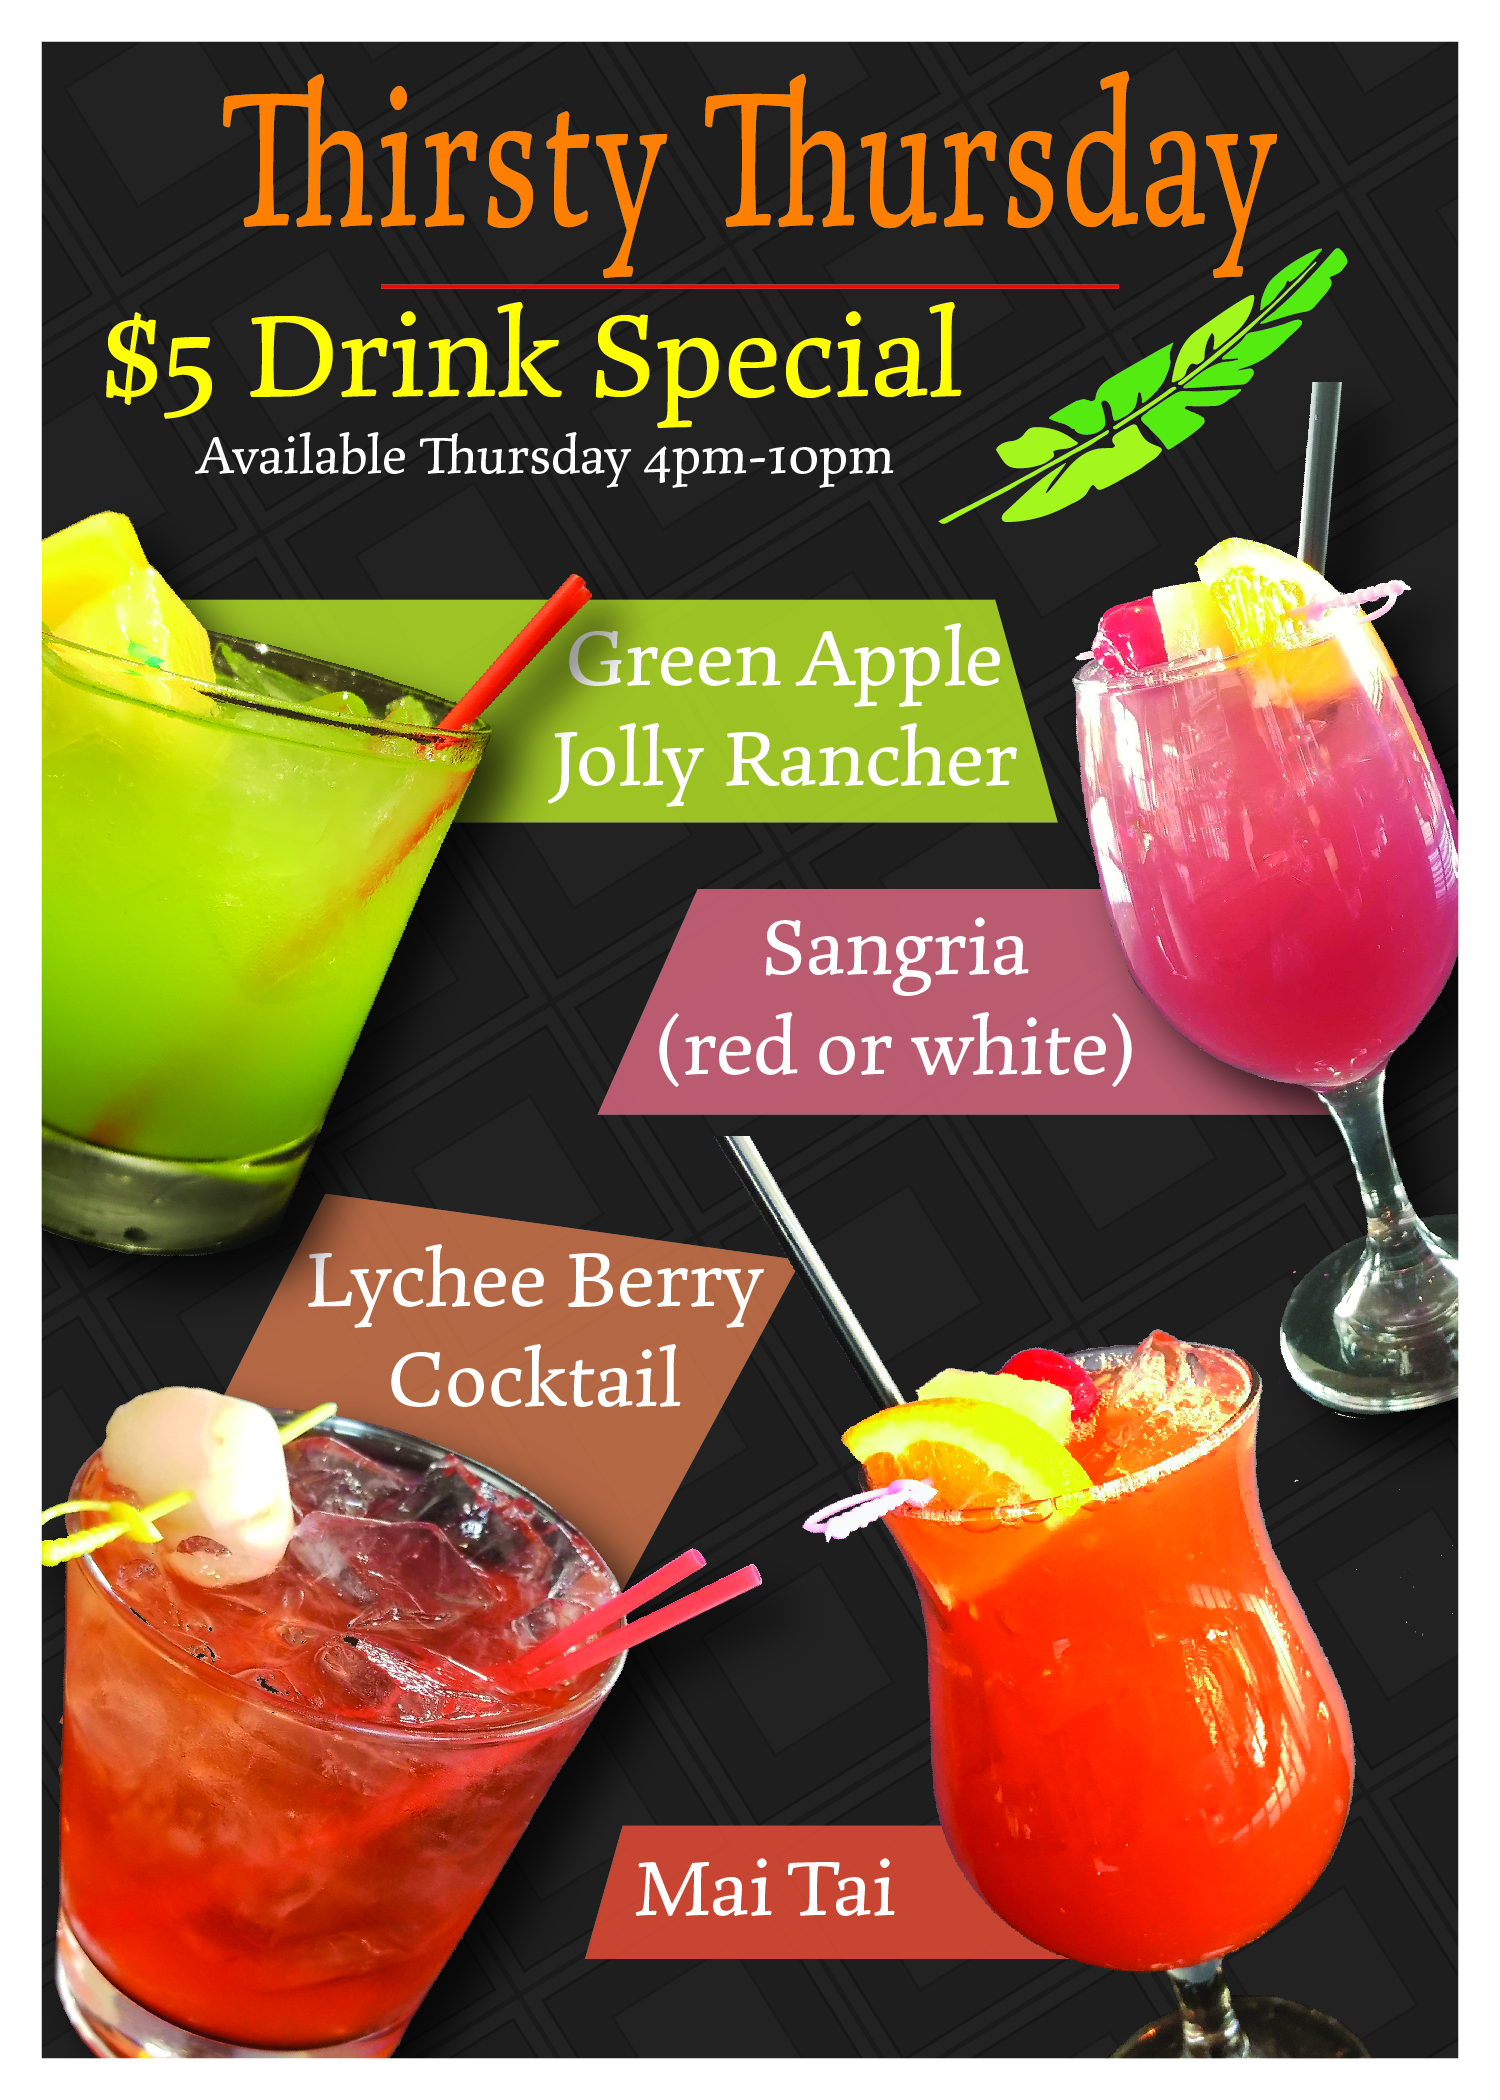 Thirsty Thursday
$5 Drink Special
Available Thursday 4pm-10pm
Green Apple
Jolly Rancher
Sangria
(red or white)
Lychee Berry
Cocktail
Mai Tai